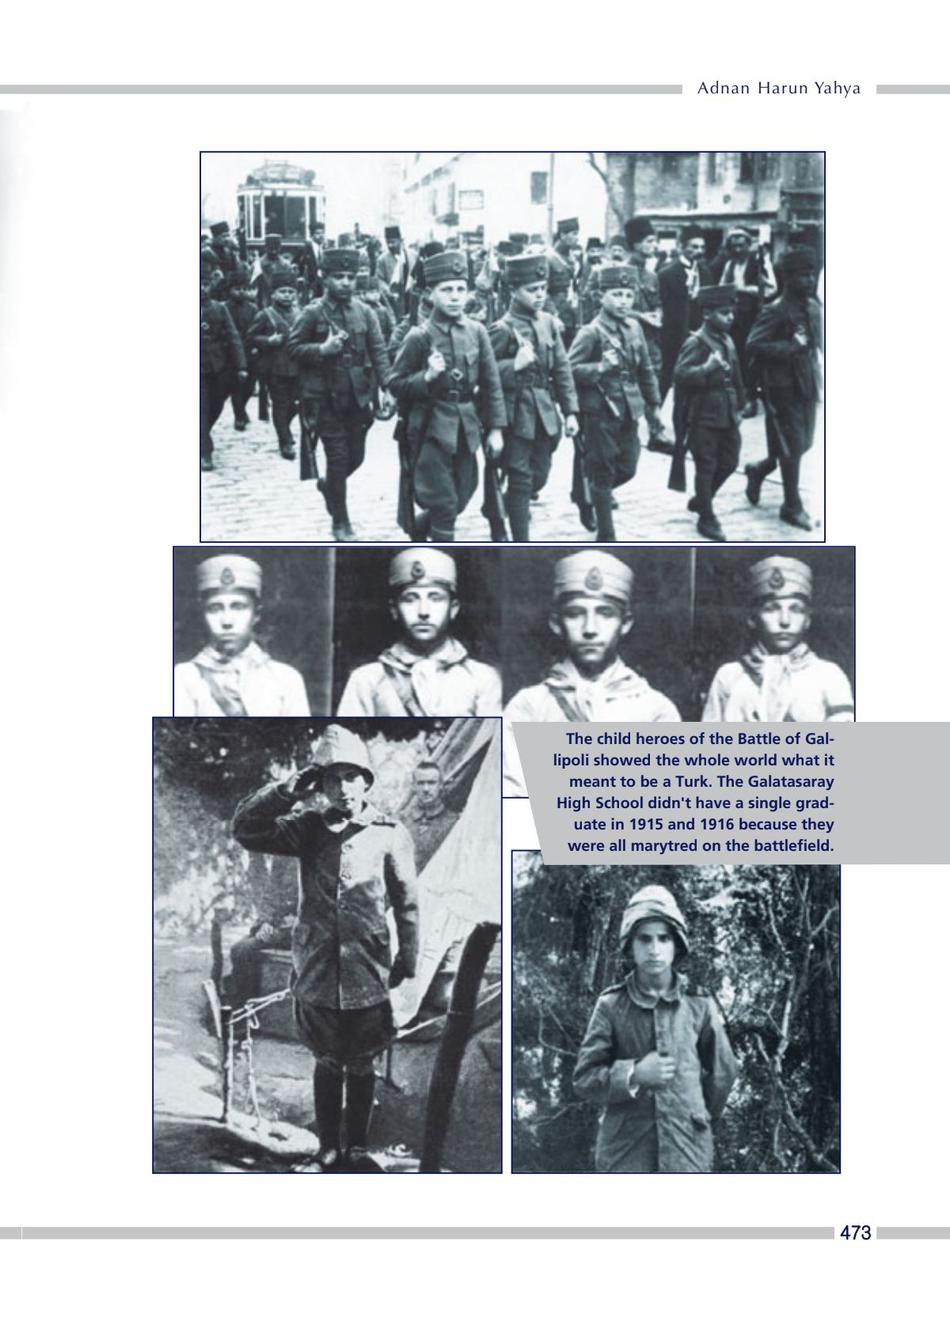 Adnan Harun Yahya
The child heroes of the Battle of Gal-
lipoli showed the whole world what it
meant to be a Turk. The Galatasaray
High School didn't have a single grad-
uate in 1915 and 1916 because they
were all marytred on the battlefield.
473